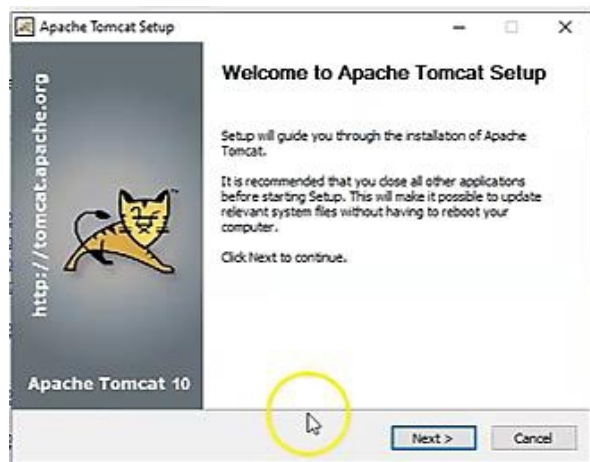 Apache Tomcat Setup
http://tomcat.apache.org
Apache Tomcat 10
Welcome to Apache Tomcat Setup
Setup will guide you through the installation of Apache
Tomcat.
It is recommended that you close all other applications
before starting Setup. This will make it possible to update
relevant system files without having to reboot your
computer.
Click Next to continue.
Next >
Cancel